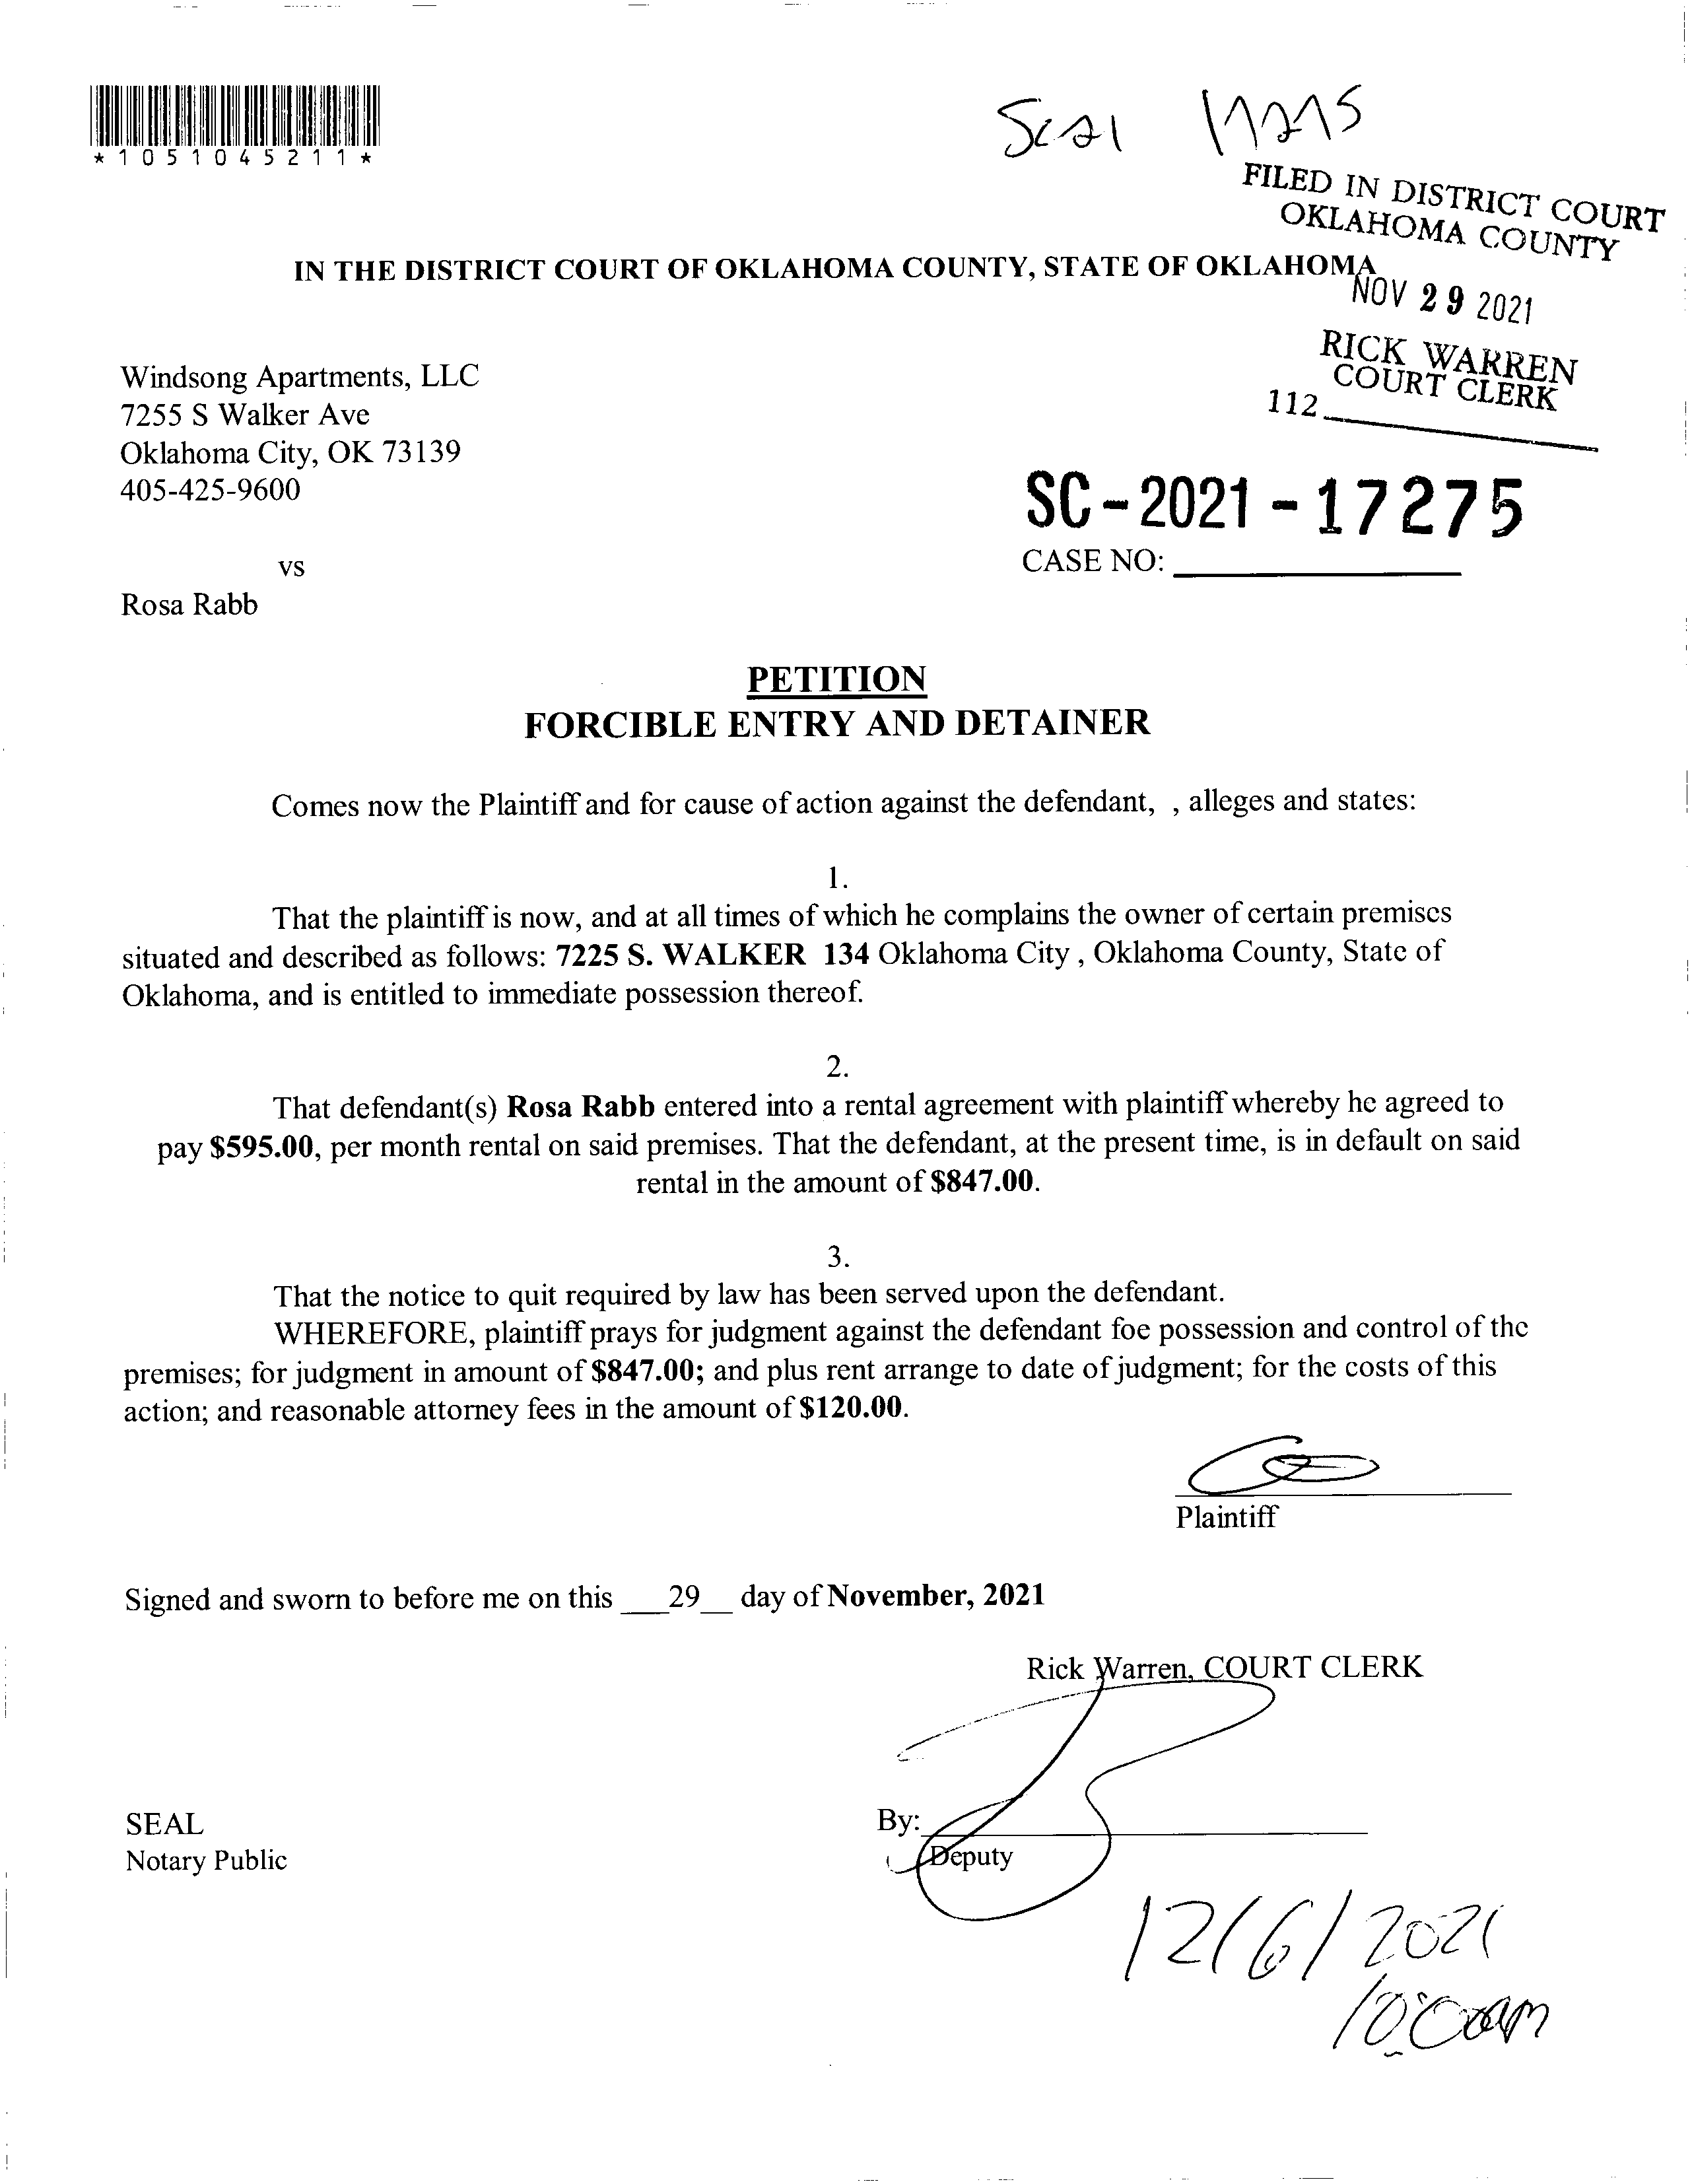 *1051045211*
SC21 17275
FILED IN DISTRICT COURT
OKLAHOMA COUNTY
IN THE DISTRICT COURT OF OKLAHOMA COUNTY, STATE OF OKLAHOMA
NOV 29 2021
RICK WARREN
COURT CLERK
112
Windsong Apartments, LLC
7255 S Walker Ave
Oklahoma City, OK 73139
405-425-9600
SC-2021-17275
CASE NO:
vs
Rosa Rabb
PETITION
FORCIBLE ENTRY AND DETAINER
Comes now the Plaintiff and for cause of action against the defendant, , alleges and states:
1.
That the plaintiff is now, and at all times of which he complains the owner of certain premises
situated and described as follows: 7225 S. WALKER 134 Oklahoma City , Oklahoma County, State of
Oklahoma, and is entitled to immediate possession thereof.
2.
That defendant(s) Rosa Rabb entered into a rental agreement with plaintiff whereby he agreed to
pay $595.00, per month rental on said premises. That the defendant, at the present time, is in default on said
rental in the amount of $847.00.
3.
That the notice to quit required by law has been served upon the defendant.
WHEREFORE, plaintiff prays for judgment against the defendant foe possession and control of the
premises; for judgment in amount of $847.00; and plus rent arrange to date of judgment; for the costs of this
action; and reasonable attorney fees in the amount of $120.00.
Plaintiff
Signed and sworn to before me on this ___29__ day of November, 2021
Rick Warren, COURT CLERK
SEAL
By:
Notary Public
Deputy
12/6/2021
10:00am